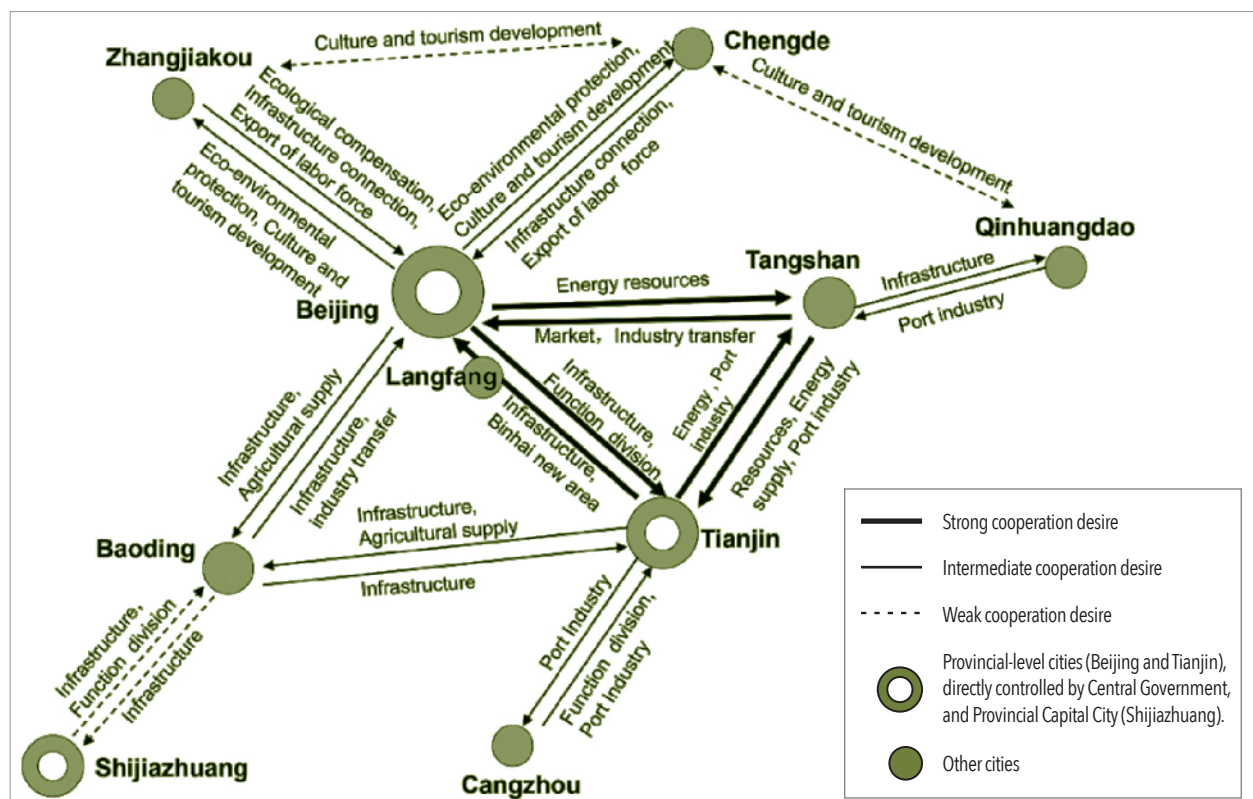 Culture and tourism development
Chengde
Zhangjiakou
Ecological compensation,
Infrastructure connection,
Export of labor force
Eco-environmental
protection, Culture and
tourism development
Eco-environmental protection,
Culture and tourism development
Infrastructure connection,
Export of labor force
Culture and tourism development
Qinhuangdao
Tangshan
Infrastructure
Port industry
Beijing
Energy resources
Market, Industry transfer
Langfang
Infrastructure,
Function division
Infrastructure,
Binhai new area
Energy , Port
industry
Resources, Energy
supply, Port industry
Infrastructure,
Agricultural supply
Infrastructure,
industry transfer
Baoding
Infrastructure,
Agricultural supply
Infrastructure
Tianjin
Infrastructure,
Function division
Infrastructure
Port Industry
Function division,
Port Industry
Shijiazhuang
Cangzhou
Strong cooperation desire
Intermediate cooperation desire
Weak cooperation desire
Provincial-level cities (Beijing and Tianjin),
directly controlled by Central Government,
and Provincial Capital City (Shijiazhuang).
Other cities